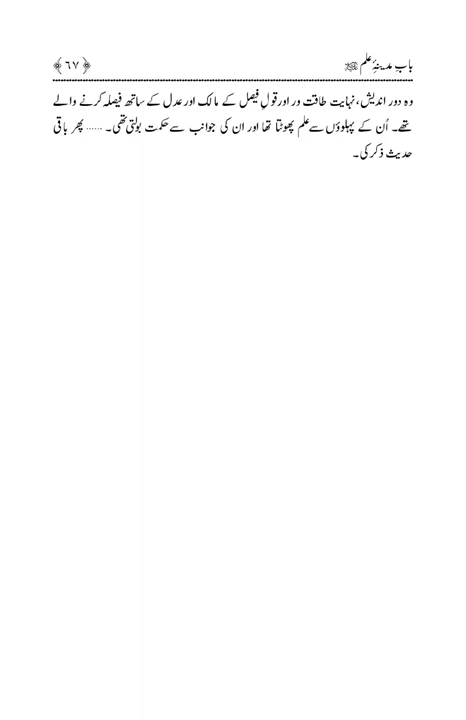 بابِ مدینۂ علم ﷺ ﴿ ٦٧ ﴾
وہ دور اندیش، نہایت طاقت ور اور قولِ فیصل کے مالک اور عدل کے ساتھ فیصلہ کرنے والے
تھے۔ اُن کے پہلوؤں سے علم پھوٹتا تھا اور ان کی جوانب سے حکمت بولتی تھی۔ ...... پھر باقی
حدیث ذکر کی۔